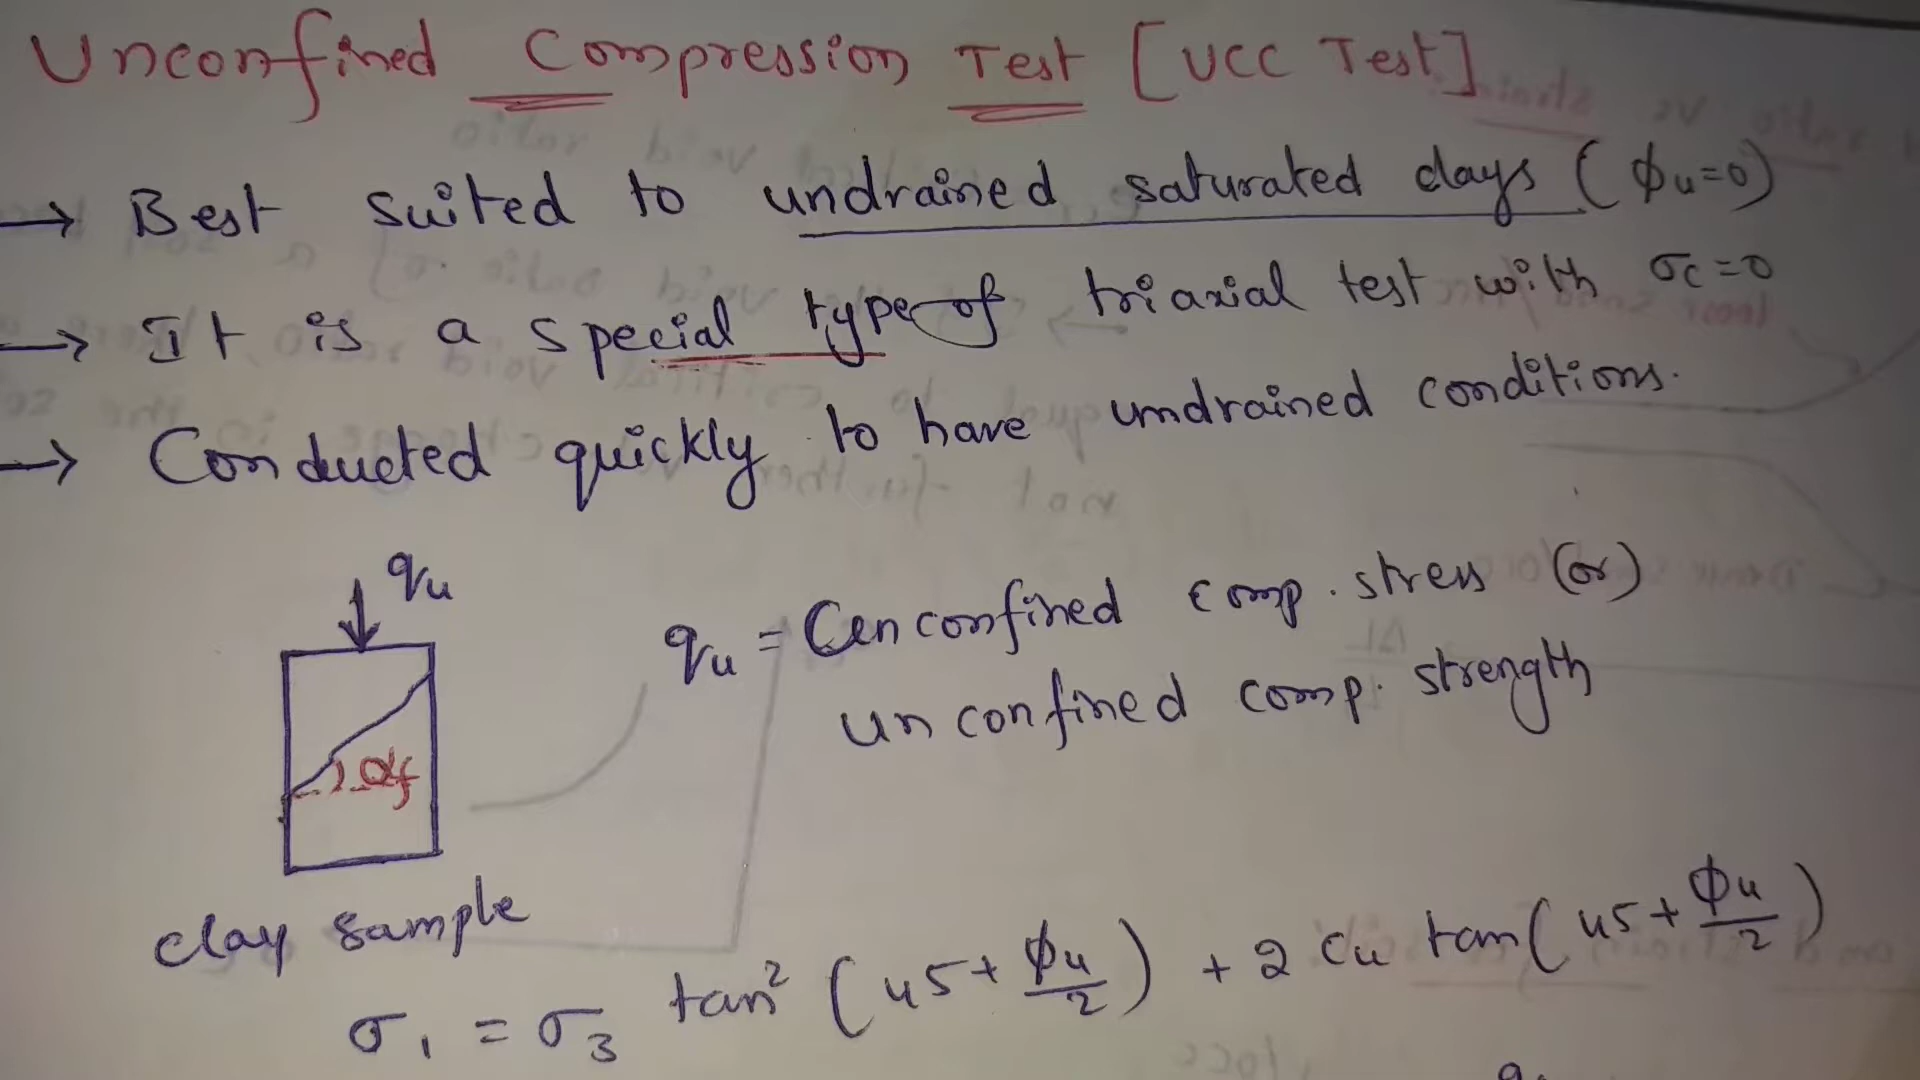 Unconfined Compression Test [UCC Test]
→ Best suited to undrained saturated clays (ϕu=0)
→ It is a special type of triaxial test with σc=0
→ Conducted quickly to have undrained conditions.
qu
qu = Unconfined comp. stress (or)
unconfined comp. strength
αf
clay sample
σ1 = σ3 tan² (45+ ϕu/2) + 2 Cu tan(45+ ϕu/2)